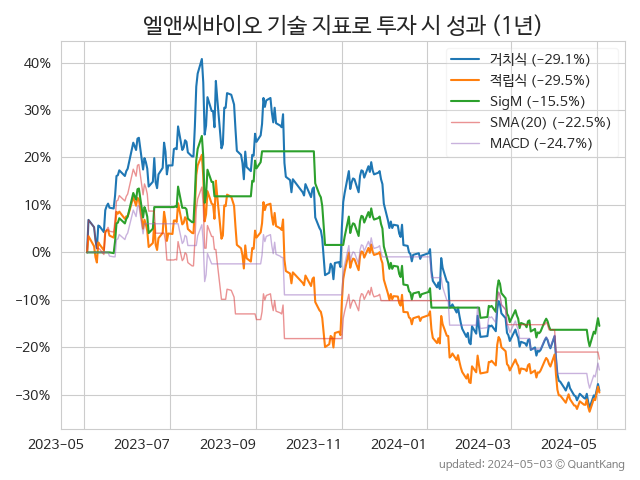 엘앤씨바이오 기술 지표로 투자 시 성과 (1년)
거치식 (−29.1%)
적립식 (−29.5%)
SigM (−15.5%)
SMA(20) (−22.5%)
MACD (−24.7%)
40%
30%
20%
10%
0%
−10%
−20%
−30%
2023-05
2023-07
2023-09
2023-11
2024-01
2024-03
2024-05
updated: 2024-05-03 ⓒ QuantKang